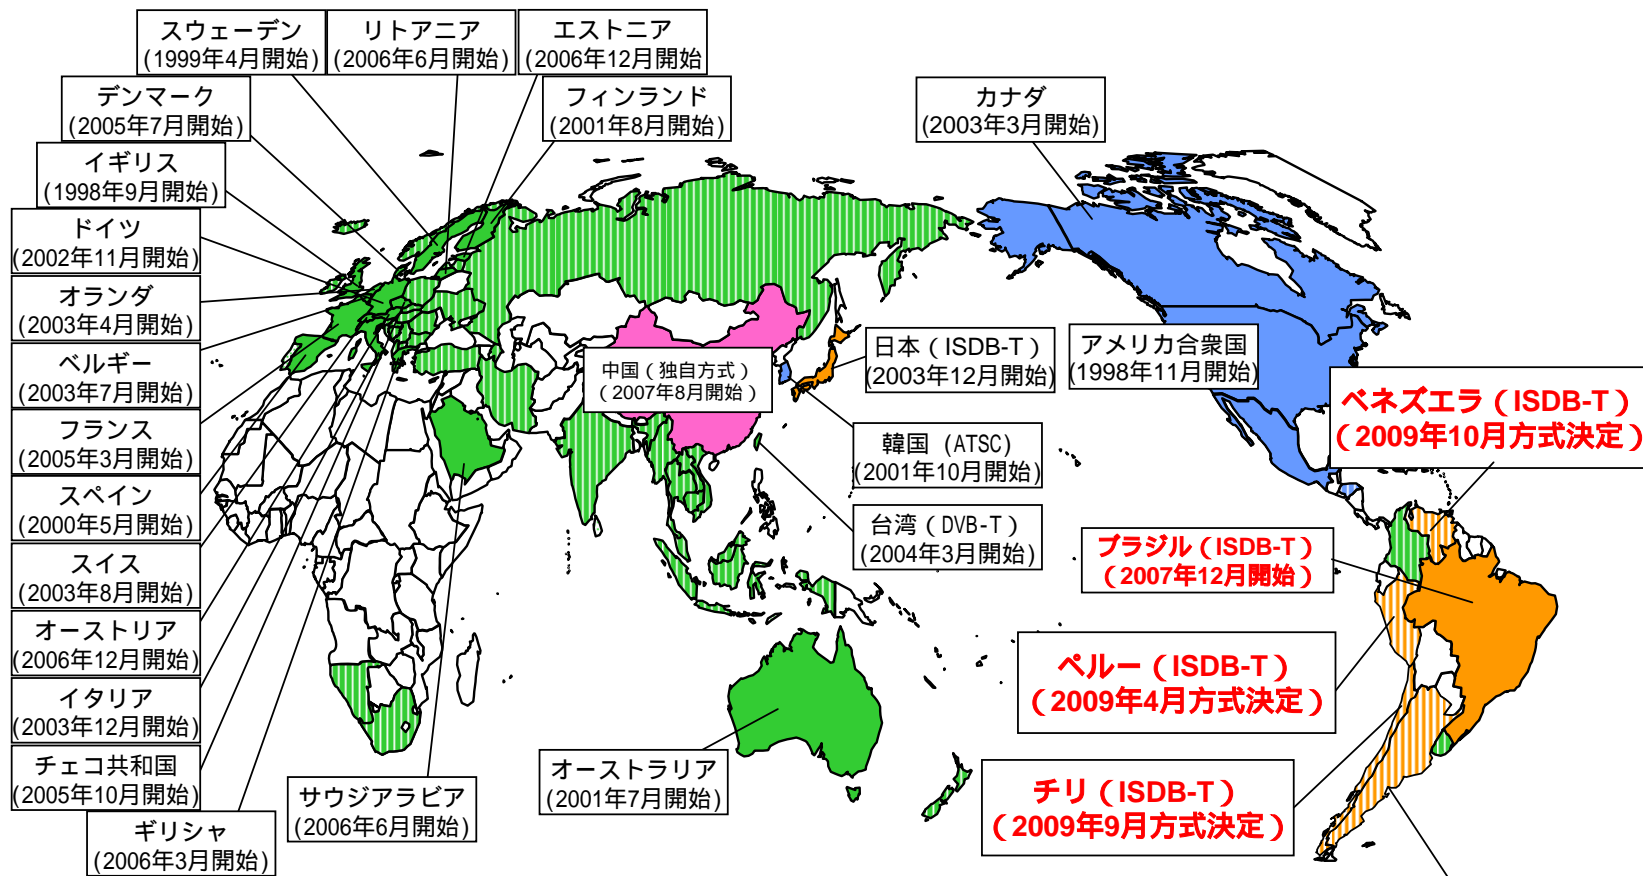 スウェーデン
(1999年4月開始)
リトアニア
(2006年6月開始)
エストニア
(2006年12月開始
デンマーク
(2005年7月開始)
フィンランド
(2001年8月開始)
カナダ
(2003年3月開始)
イギリス
(1998年9月開始)
ドイツ
(2002年11月開始)
オランダ
(2003年4月開始)
ベルギー
(2003年7月開始)
フランス
(2005年3月開始)
スペイン
(2000年5月開始)
スイス
(2003年8月開始)
オーストリア
(2006年12月開始)
イタリア
(2003年12月開始)
チェコ共和国
(2005年10月開始)
ギリシャ
(2006年3月開始)
サウジアラビア
(2006年6月開始)
中国（独自方式）
（2007年8月開始）
日本（ISDB-T）
(2003年12月開始)
韓国 (ATSC)
(2001年10月開始)
台湾（DVB-T）
(2004年3月開始)
オーストラリア
(2001年7月開始)
アメリカ合衆国
(1998年11月開始)
ベネズエラ（ISDB-T）
（2009年10月方式決定）
ブラジル（ISDB-T）
（2007年12月開始）
ペルー（ISDB-T）
（2009年4月方式決定）
チリ（ISDB-T）
（2009年9月方式決定）